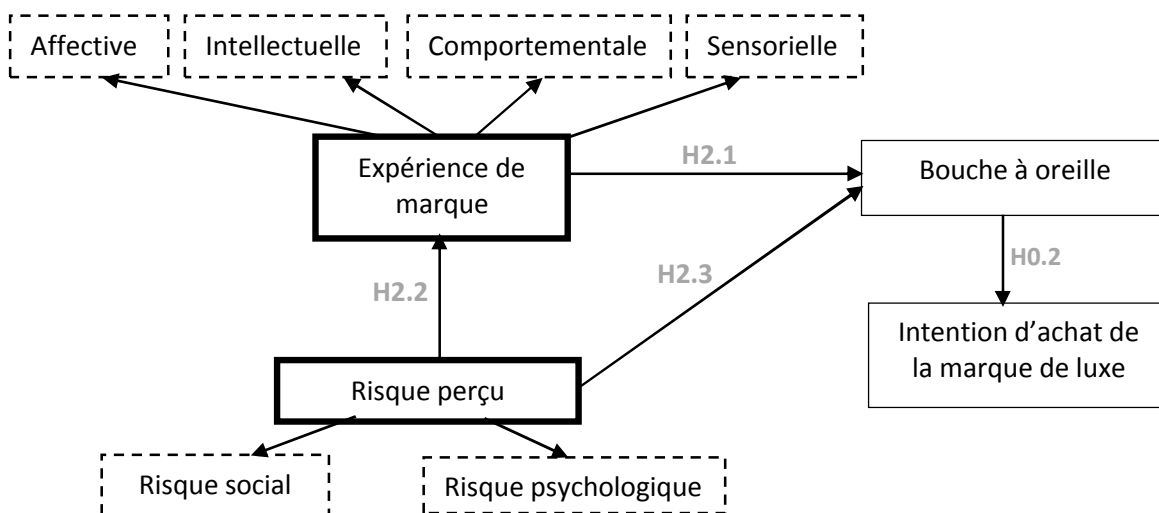 Affective
Intellectuelle
Comportementale
Sensorielle
Expérience de
marque
H2.1
Bouche à oreille
H2.2
H2.3
H0.2
Intention d’achat de
la marque de luxe
Risque perçu
Risque social
Risque psychologique